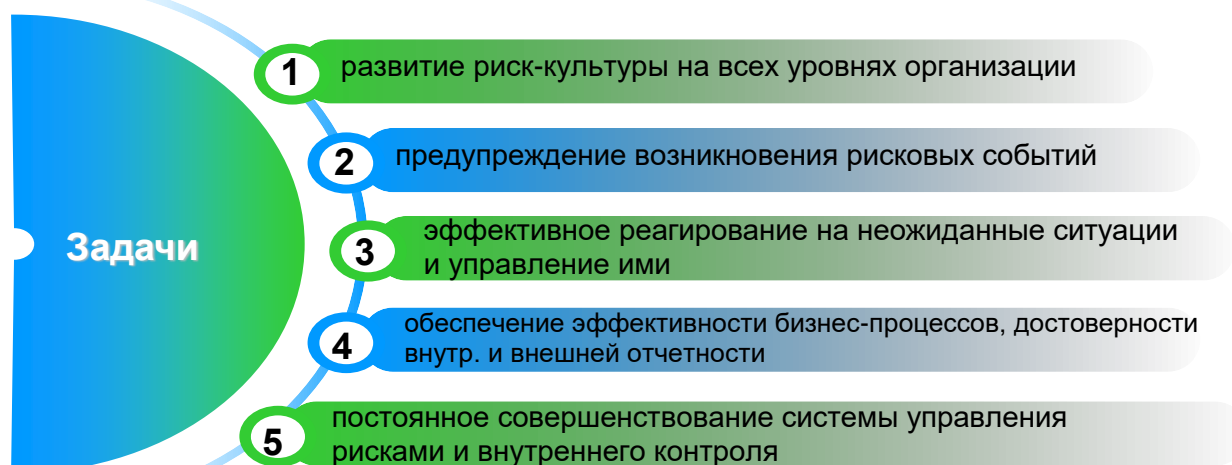 Задачи
1
развитие риск-культуры на всех уровнях организации
2
предупреждение возникновения рисковых событий
3
эффективное реагирование на неожиданные ситуации
и управление ими
4
обеспечение эффективности бизнес-процессов, достоверности
внутр. и внешней отчетности
5
постоянное совершенствование системы управления
рисками и внутреннего контроля